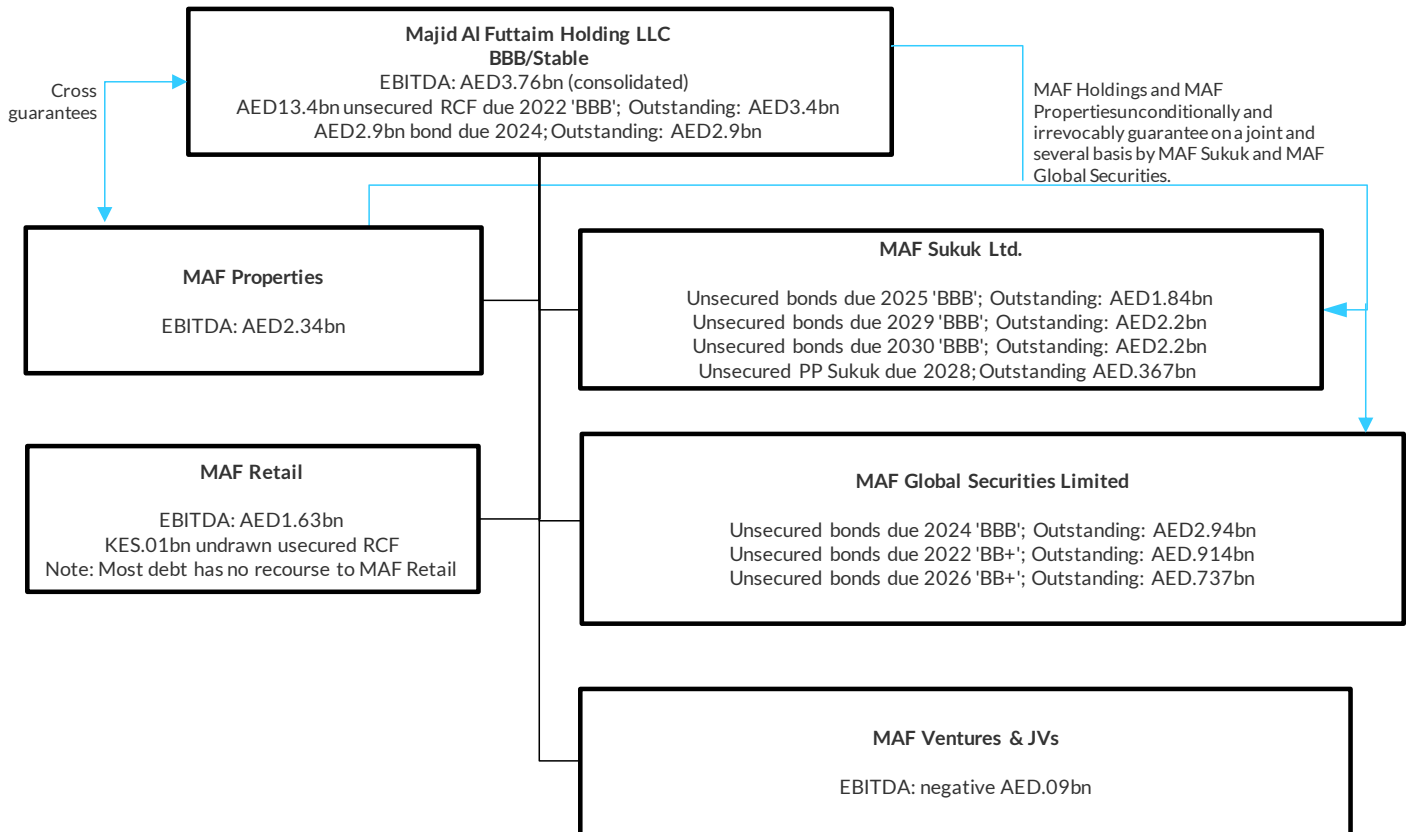 Majid Al Futtaim Holding LLC
BBB/Stable
EBITDA: AED3.76bn (consolidated)
AED13.4bn unsecured RCF due 2022 'BBB'; Outstanding: AED3.4bn
AED2.9bn bond due 2024; Outstanding: AED2.9bn
Cross
guarantees
MAF Holdings and MAF
Propertiesunconditionally and
irrevocably guarantee on a joint and
several basis by MAF Sukuk and MAF
Global Securities.
MAF Properties
EBITDA: AED2.34bn
MAF Sukuk Ltd.
Unsecured bonds due 2025 'BBB'; Outstanding: AED1.84bn
Unsecured bonds due 2029 'BBB'; Outstanding: AED2.2bn
Unsecured bonds due 2030 'BBB'; Outstanding: AED2.2bn
Unsecured PP Sukuk due 2028; Outstanding AED.367bn
MAF Retail
EBITDA: AED1.63bn
KES.01bn undrawn usecured RCF
Note: Most debt has no recourse to MAF Retail
MAF Global Securities Limited
Unsecured bonds due 2024 'BBB'; Outstanding: AED2.94bn
Unsecured bonds due 2022 'BB+'; Outstanding: AED.914bn
Unsecured bonds due 2026 'BB+'; Outstanding: AED.737bn
MAF Ventures & JVs
EBITDA: negative AED.09bn